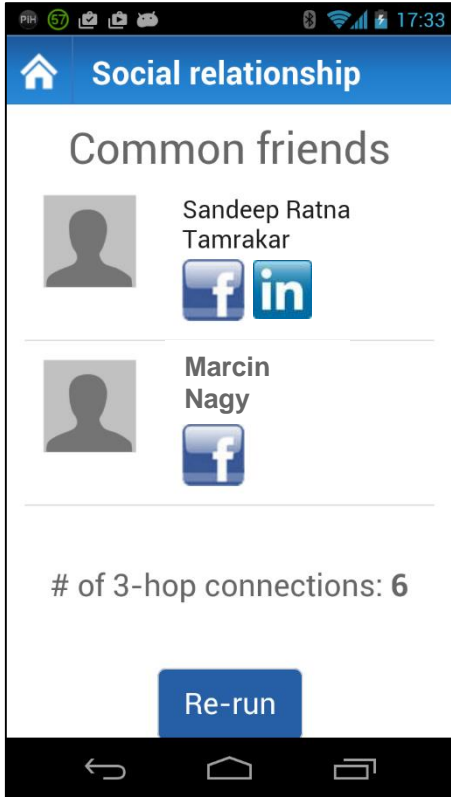 PIH 57 17:33
Social relationship
Common friends
Sandeep Ratna
Tamrakar
f in
Marcin
Nagy
f
# of 3-hop connections: 6
Re-run